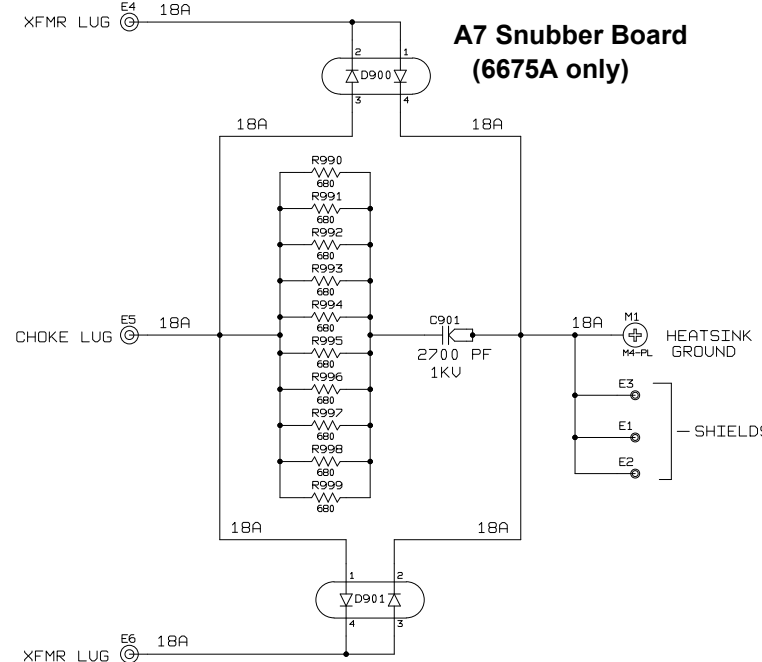 E4
18A
XFMR LUG
A7 Snubber Board
(6675A only)
2 1
D900
3 4
18A 18A
R990
680
R991
680
R992
680
R993
680
R994
680
CHOKE LUG E5 18A
C901
2700 PF
1KV
18A
M1
M4-PL
HEATSINK
GROUND
R995
680
R996
680
R997
680
R998
680
R999
680
E3
E1
E2
SHIELDS
18A 18A
1 2
D901
4 3
E6
18A
XFMR LUG